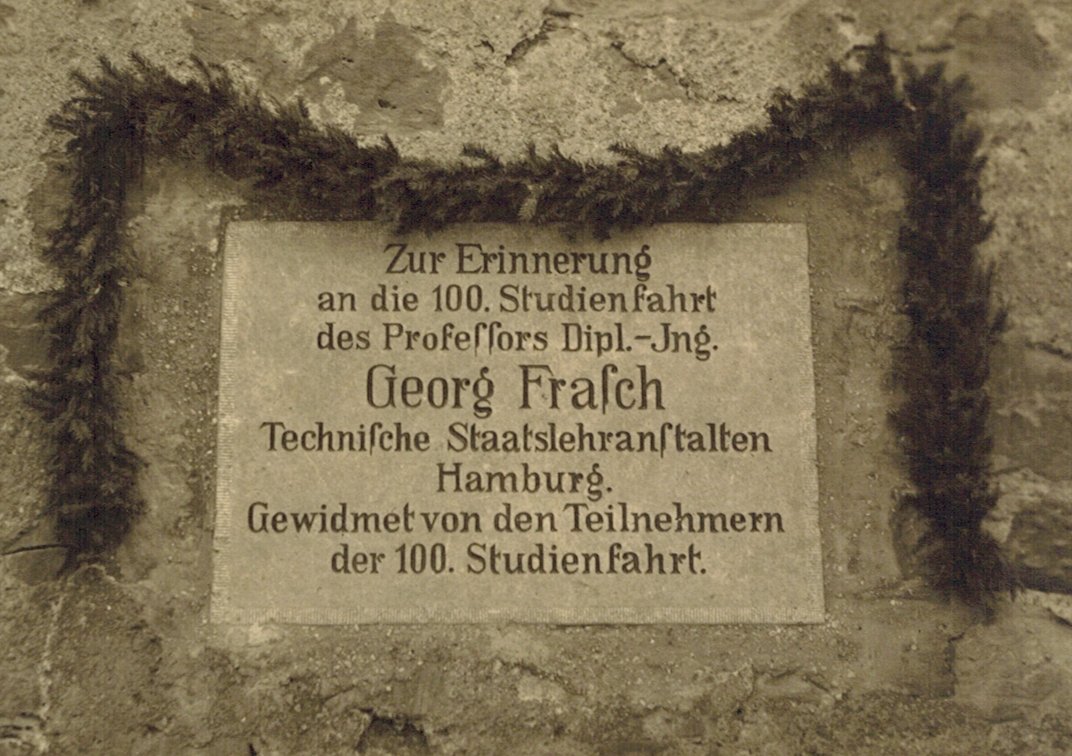 Zur Erinnerung
an die 100. Studienfahrt
des Profeſſors Dipl.-Jng.
Georg Fraſch
Techniſche Staatslehranſtalten
Hamburg.
Gewidmet von den Teilnehmern
der 100. Studienfahrt.